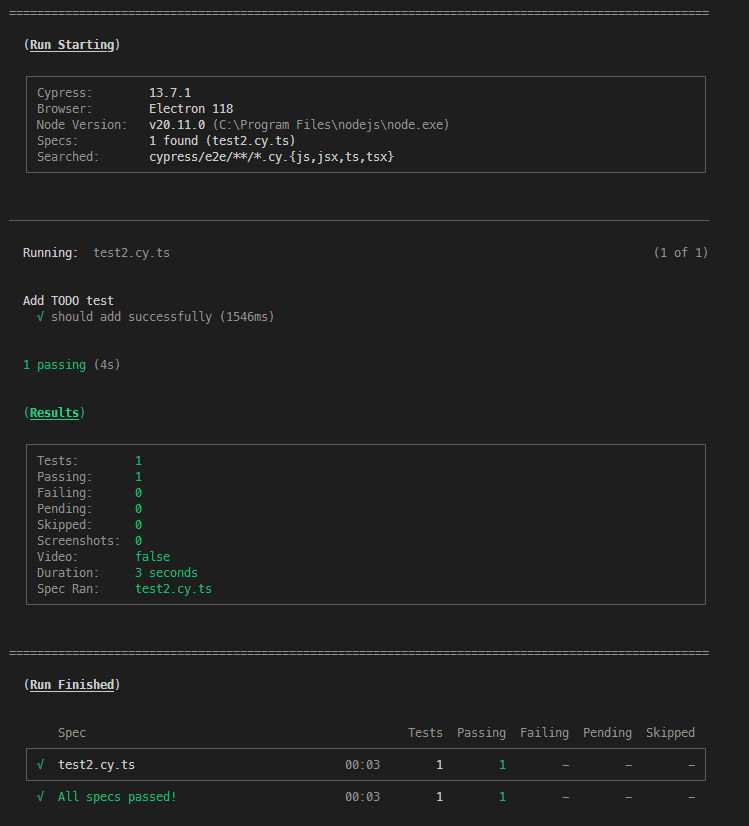 ====================================================================================================
(Run Starting)
Cypress: 13.7.1
Browser: Electron 118
Node Version: v20.11.0 (C:\Program Files\nodejs\node.exe)
Specs: 1 found (test2.cy.ts)
Searched: cypress/e2e/**/*.cy.{js,jsx,ts,tsx}
Running: test2.cy.ts (1 of 1)
Add TODO test
√ should add successfully (1546ms)
1 passing (4s)
(Results)
Tests: 1
Passing: 1
Failing: 0
Pending: 0
Skipped: 0
Screenshots: 0
Video: false
Duration: 3 seconds
Spec Ran: test2.cy.ts
====================================================================================================
(Run Finished)
Spec Tests Passing Failing Pending Skipped
√ test2.cy.ts 00:03 1 1 – – –
√ All specs passed! 00:03 1 1 – – –